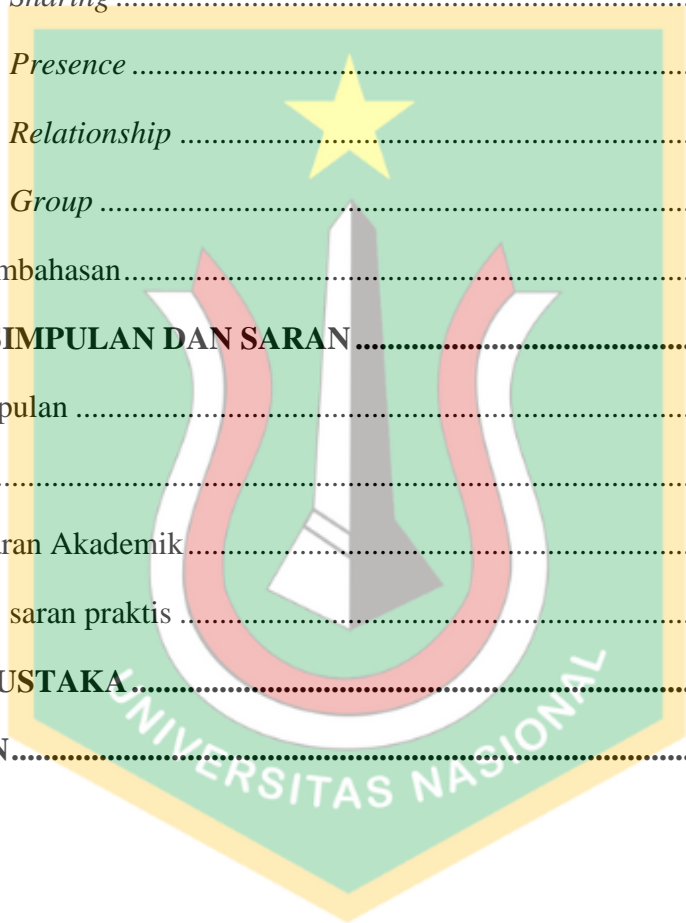 Sharing ........................................................................
Presence ......................................................................
Relationship ................................................................
Group ..........................................................................
mbahasan......................................................................
SIMPULAN DAN SARAN ..........................................
pulan ............................................................................
......................................................................................
ran Akademik...............................................................
saran praktis ................................................................
USTAKA.......................................................................
N....................................................................................
UNIVERSITAS NASIONAL